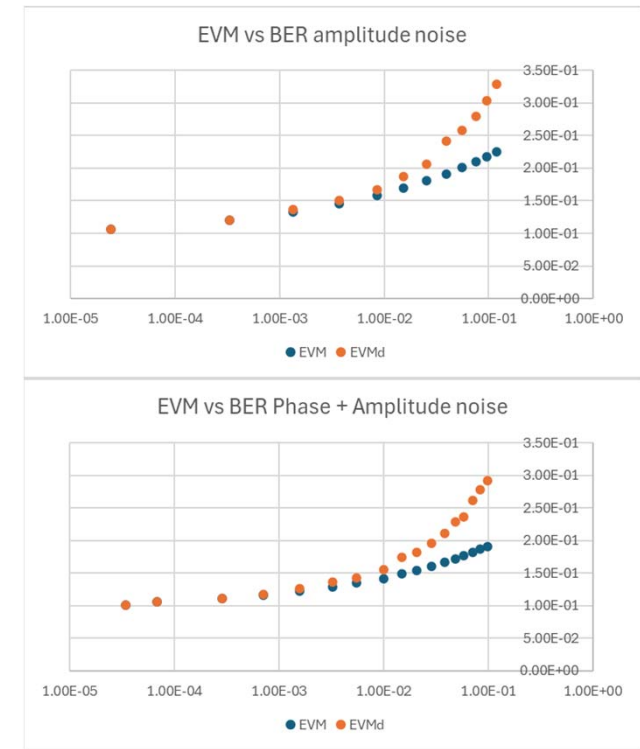 EVM vs BER amplitude noise
3.50E-01
3.00E-01
2.50E-01
2.00E-01
1.50E-01
1.00E-01
5.00E-02
0.00E+00
1.00E-05 1.00E-04 1.00E-03 1.00E-02 1.00E-01 1.00E+00
EVM EVMd
EVM vs BER Phase + Amplitude noise
3.50E-01
3.00E-01
2.50E-01
2.00E-01
1.50E-01
1.00E-01
5.00E-02
0.00E+00
1.00E-05 1.00E-04 1.00E-03 1.00E-02 1.00E-01 1.00E+00
EVM EVMd